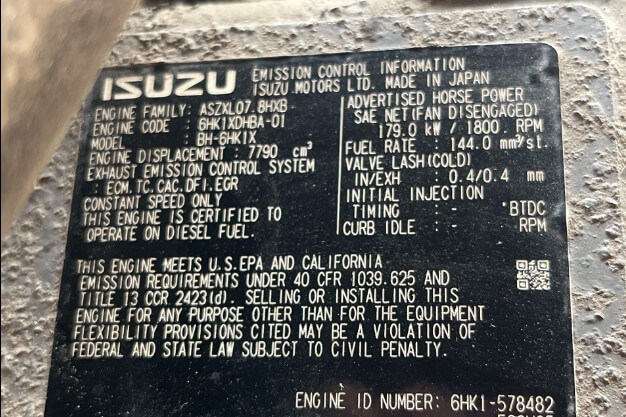 ISUZU EMISSION CONTROL INFORMATION
ISUZU MOTORS LTD. MADE IN JAPAN
ENGINE FAMILY: ASZXL07.8HXB
ENGINE CODE : 6HK1XDHBA-01
MODEL : BH-6HK1X
ENGINE DISPLACEMENT : 7790 cm³
EXHAUST EMISSION CONTROL SYSTEM
: ECM, TC, CAC, DFI, EGR
CONSTANT SPEED ONLY
THIS ENGINE IS CERTIFIED TO
OPERATE ON DIESEL FUEL.
ADVERTISED HORSE POWER
SAE NET(FAN DISENGAGED)
179.0 kW / 1800 RPM
FUEL RATE : 144.0 mm³/st.
VALVE LASH(COLD)
IN/EXH : 0.4/0.4 mm
INITIAL INJECTION
TIMING : - °BTDC
CURB IDLE : - RPM
THIS ENGINE MEETS U.S.EPA AND CALIFORNIA
EMISSION REQUIREMENTS UNDER 40 CFR 1039.625 AND
TITLE 13 CCR 2423(d). SELLING OR INSTALLING THIS
ENGINE FOR ANY PURPOSE OTHER THAN FOR THE EQUIPMENT
FLEXIBILITY PROVISIONS CITED MAY BE A VIOLATION OF
FEDERAL AND STATE LAW SUBJECT TO CIVIL PENALTY.
ENGINE ID NUMBER: 6HK1-578482